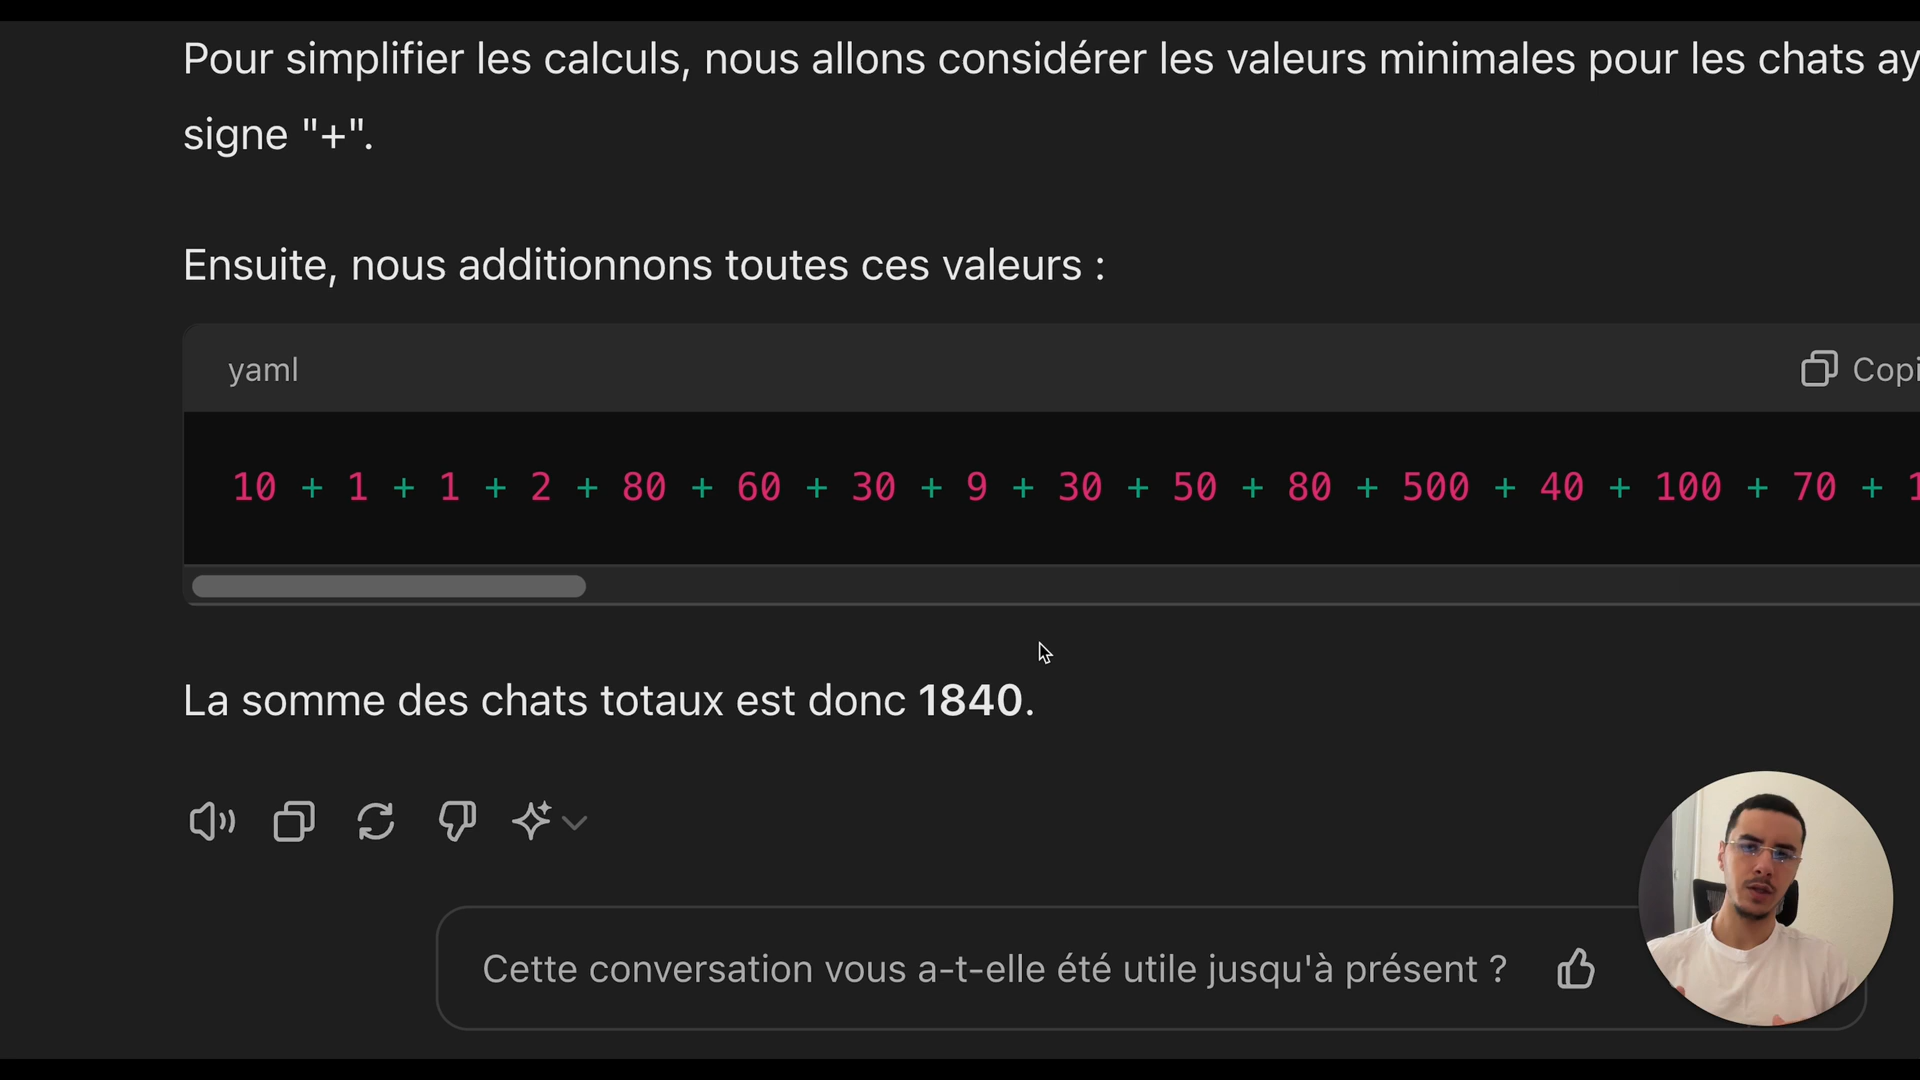 Pour simplifier les calculs, nous allons considérer les valeurs minimales pour les chats ay
signe "+".
Ensuite, nous additionnons toutes ces valeurs :
yaml
Copi
10 + 1 + 1 + 2 + 80 + 60 + 30 + 9 + 30 + 50 + 80 + 500 + 40 + 100 + 70 + 1
La somme des chats totaux est donc 1840.
Cette conversation vous a-t-elle été utile jusqu'à présent ?